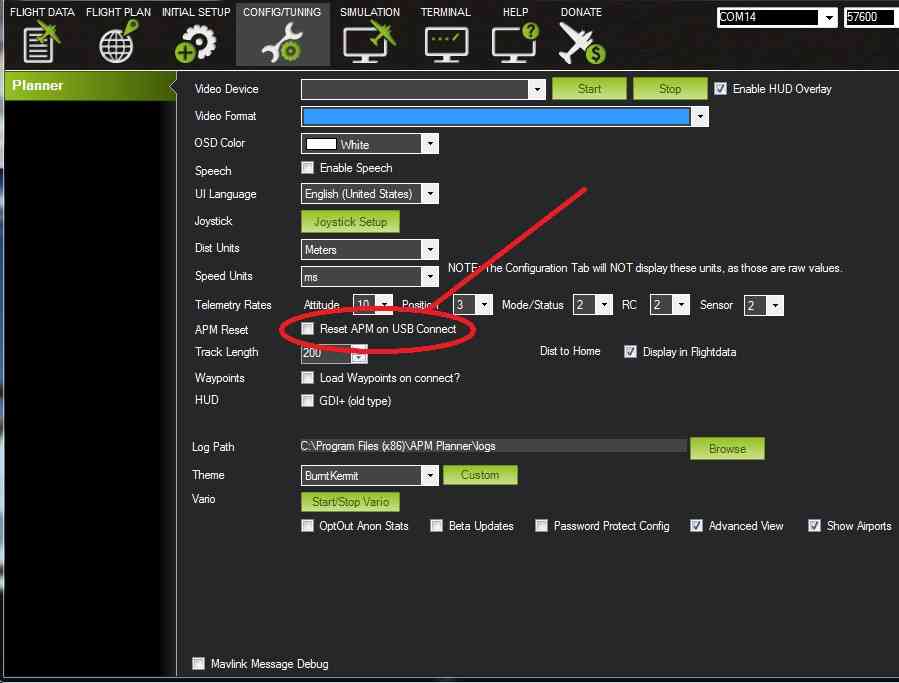 FLIGHT DATA FLIGHT PLAN INITIAL SETUP CONFIG/TUNING SIMULATION TERMINAL HELP DONATE
COM14 57600
Planner
Video Device Start Stop Enable HUD Overlay
Video Format
OSD Color White
Speech Enable Speech
UI Language English (United States)
Joystick Joystick Setup
Dist Units Meters
Speed Units ms NOTE: The Configuration Tab will NOT display these units, as those are raw values.
Telemetry Rates Attitude 10 Position 3 Mode/Status 2 RC 2 Sensor 2
APM Reset Reset APM on USB Connect
Track Length 200 Dist to Home Display in Flightdata
Waypoints Load Waypoints on connect?
HUD GDI+ (old type)
Log Path C:\Program Files (x86)\APM Planner\logs Browse
Theme BurntKermit Custom
Vario Start/Stop Vario
OptOut Anon Stats Beta Updates Password Protect Config Advanced View Show Airports
Mavlink Message Debug